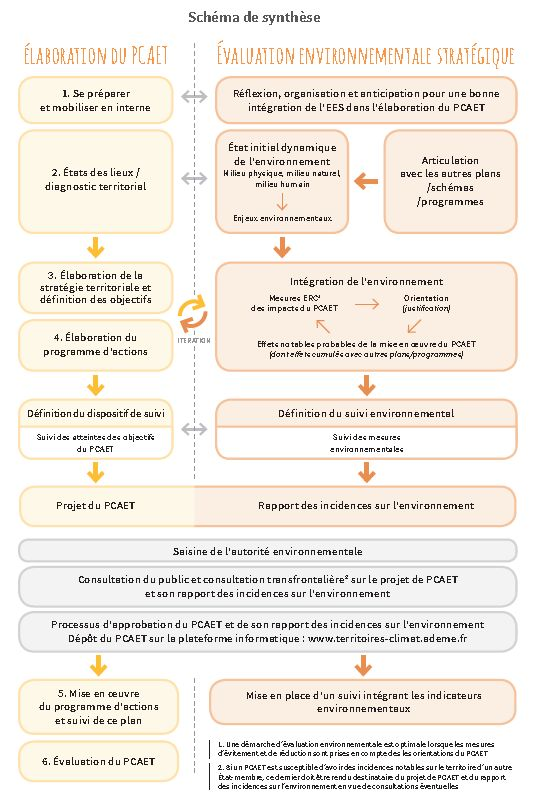 Schéma de synthèse
ÉLABORATION DU PCAET
ÉVALUATION ENVIRONNEMENTALE STRATÉGIQUE
1. Se préparer
et mobiliser en interne
Réflexion, organisation et anticipation pour une bonne
intégration de l'EES dans l'élaboration du PCAET
2. États des lieux /
diagnostic territorial
État initial dynamique
de l'environnement
Milieu physique, milieu naturel,
milieu humain
Enjeux environnementaux
Articulation
avec les autres plans
/schémas
/programmes
3. Élaboration de la
stratégie territoriale et
définition des objectifs
4. Élaboration du
programme d'actions
ITERATION
Intégration de l'environnement
Mesures ERC¹
des impacts du PCAET
Orientation
(justification)
Effets notables probables de la mise en œuvre du PCAET
(dont effets cumulés avec autres plans/programmes)
Définition du dispositif de suivi
Suivi des atteintes des objectifs
du PCAET
Définition du suivi environnemental
Suivi des mesures
environnementales
Projet du PCAET
Rapport des incidences sur l'environnement
Saisine de l'autorité environnementale
Consultation du public et consultation transfrontalière² sur le projet de PCAET
et son rapport des incidences sur l'environnement
Processus d'approbation du PCAET et de son rapport des incidences sur l'environnement
Dépôt du PCAET sur la plateforme informatique : www.territoires-climat.ademe.fr
5. Mise en œuvre
du programme d'actions
et suivi de ce plan
Mise en place d'un suivi intégrant les indicateurs
environnementaux
6. Évaluation du PCAET
1. Une démarche d'évaluation environnementale est optimale lorsque les mesures
d'évitement et de réduction sont prises en compte des les orientations du PCAET
2. Si un PCAET est susceptible d'avoir des incidences notables sur le territoire d'un autre
État-membre, ce dernier doit être rendu destinataire du projet de PCAET et du rapport
des incidences sur l'environnement en vue de consultations éventuelles